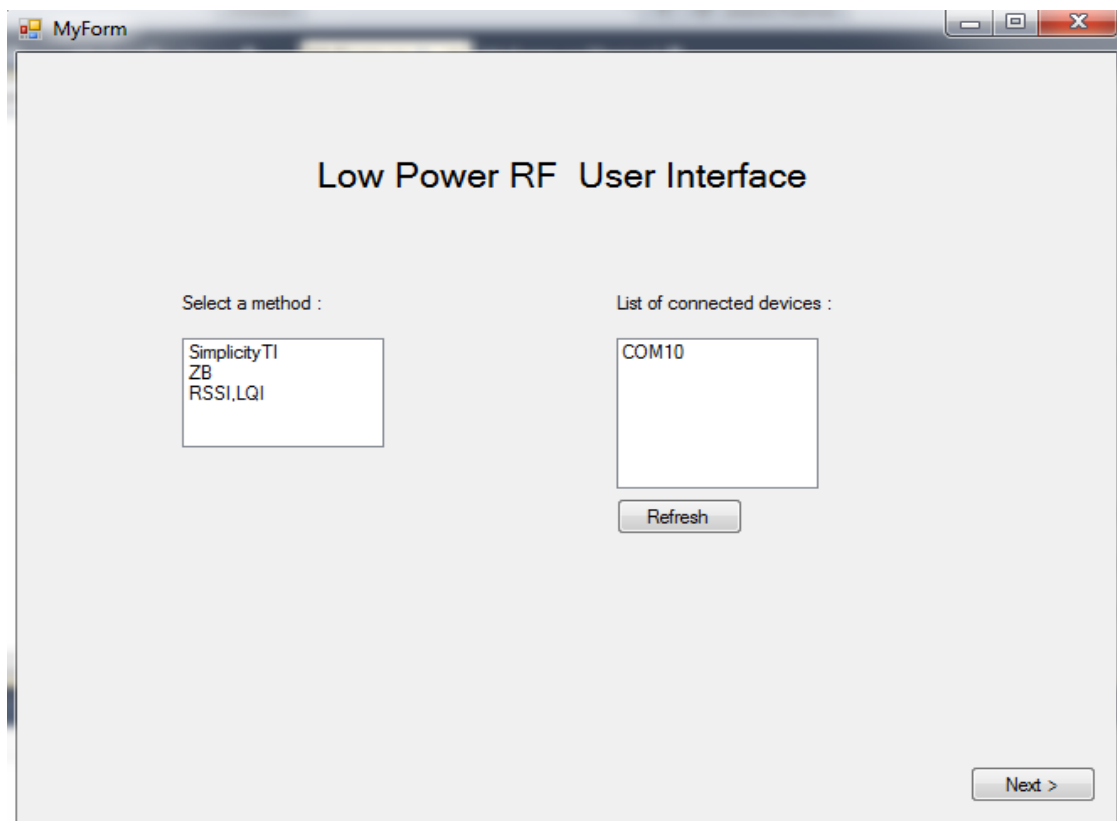 MyForm
Low Power RF  User Interface
Select a method :
List of connected devices :
SimplicityTI
ZB
RSSI,LQI
COM10
Refresh
Next >